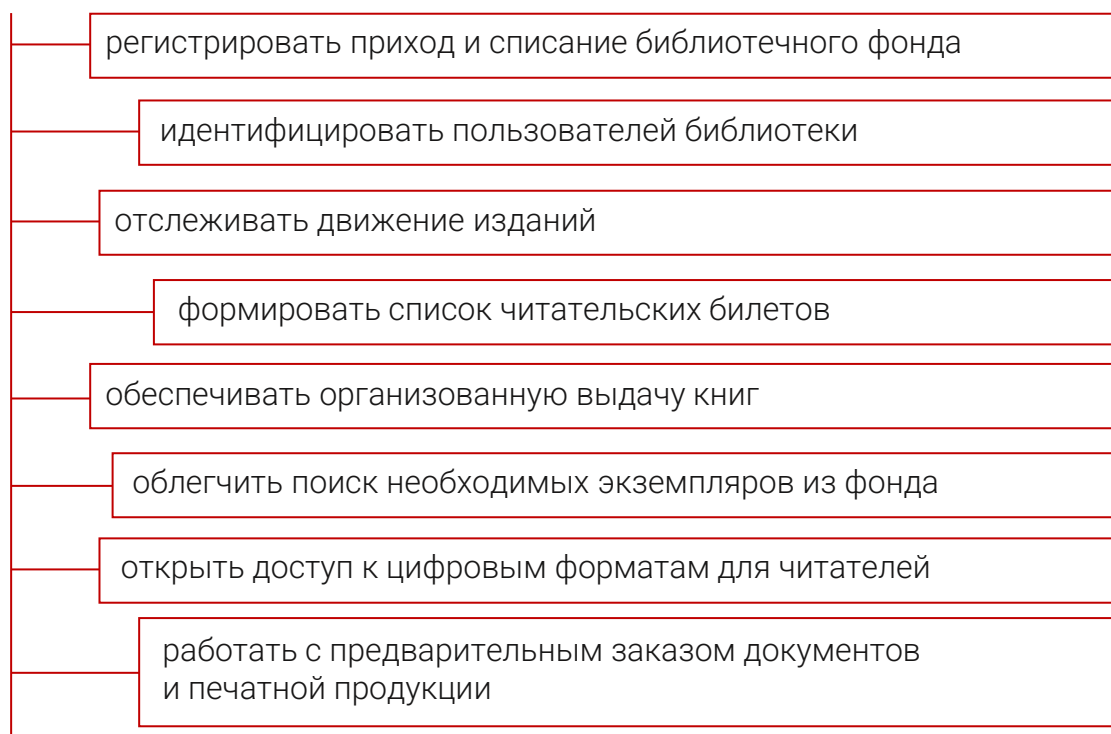 регистрировать приход и списание библиотечного фонда
идентифицировать пользователей библиотеки
отслеживать движение изданий
формировать список читательских билетов
обеспечивать организованную выдачу книг
облегчить поиск необходимых экземпляров из фонда
открыть доступ к цифровым форматам для читателей
работать с предварительным заказом документов
и печатной продукции